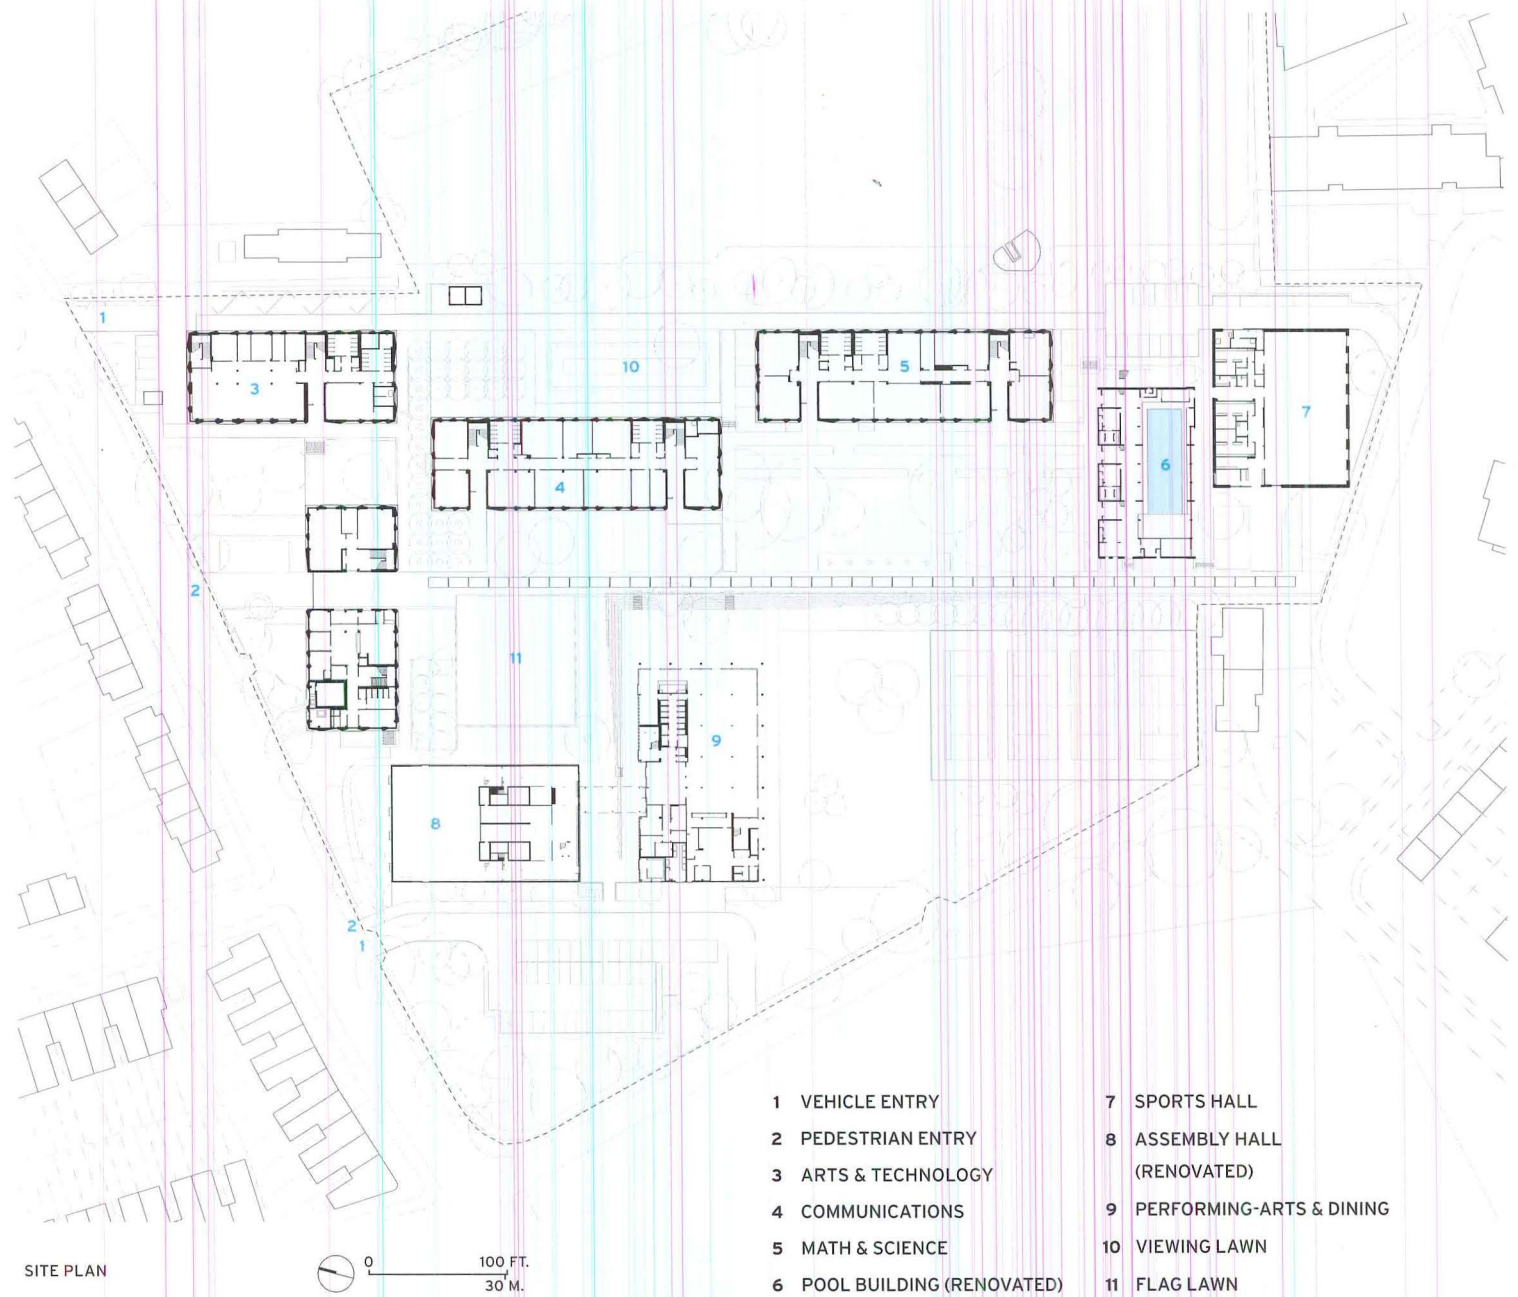 1
10
5
3
7
6
4
2
11
9
8
2
1
1 VEHICLE ENTRY
2 PEDESTRIAN ENTRY
3 ARTS & TECHNOLOGY
4 COMMUNICATIONS
5 MATH & SCIENCE
6 POOL BUILDING (RENOVATED)
7 SPORTS HALL
8 ASSEMBLY HALL
(RENOVATED)
9 PERFORMING-ARTS & DINING
10 VIEWING LAWN
11 FLAG LAWN
SITE PLAN
0 100 FT.
30 M.